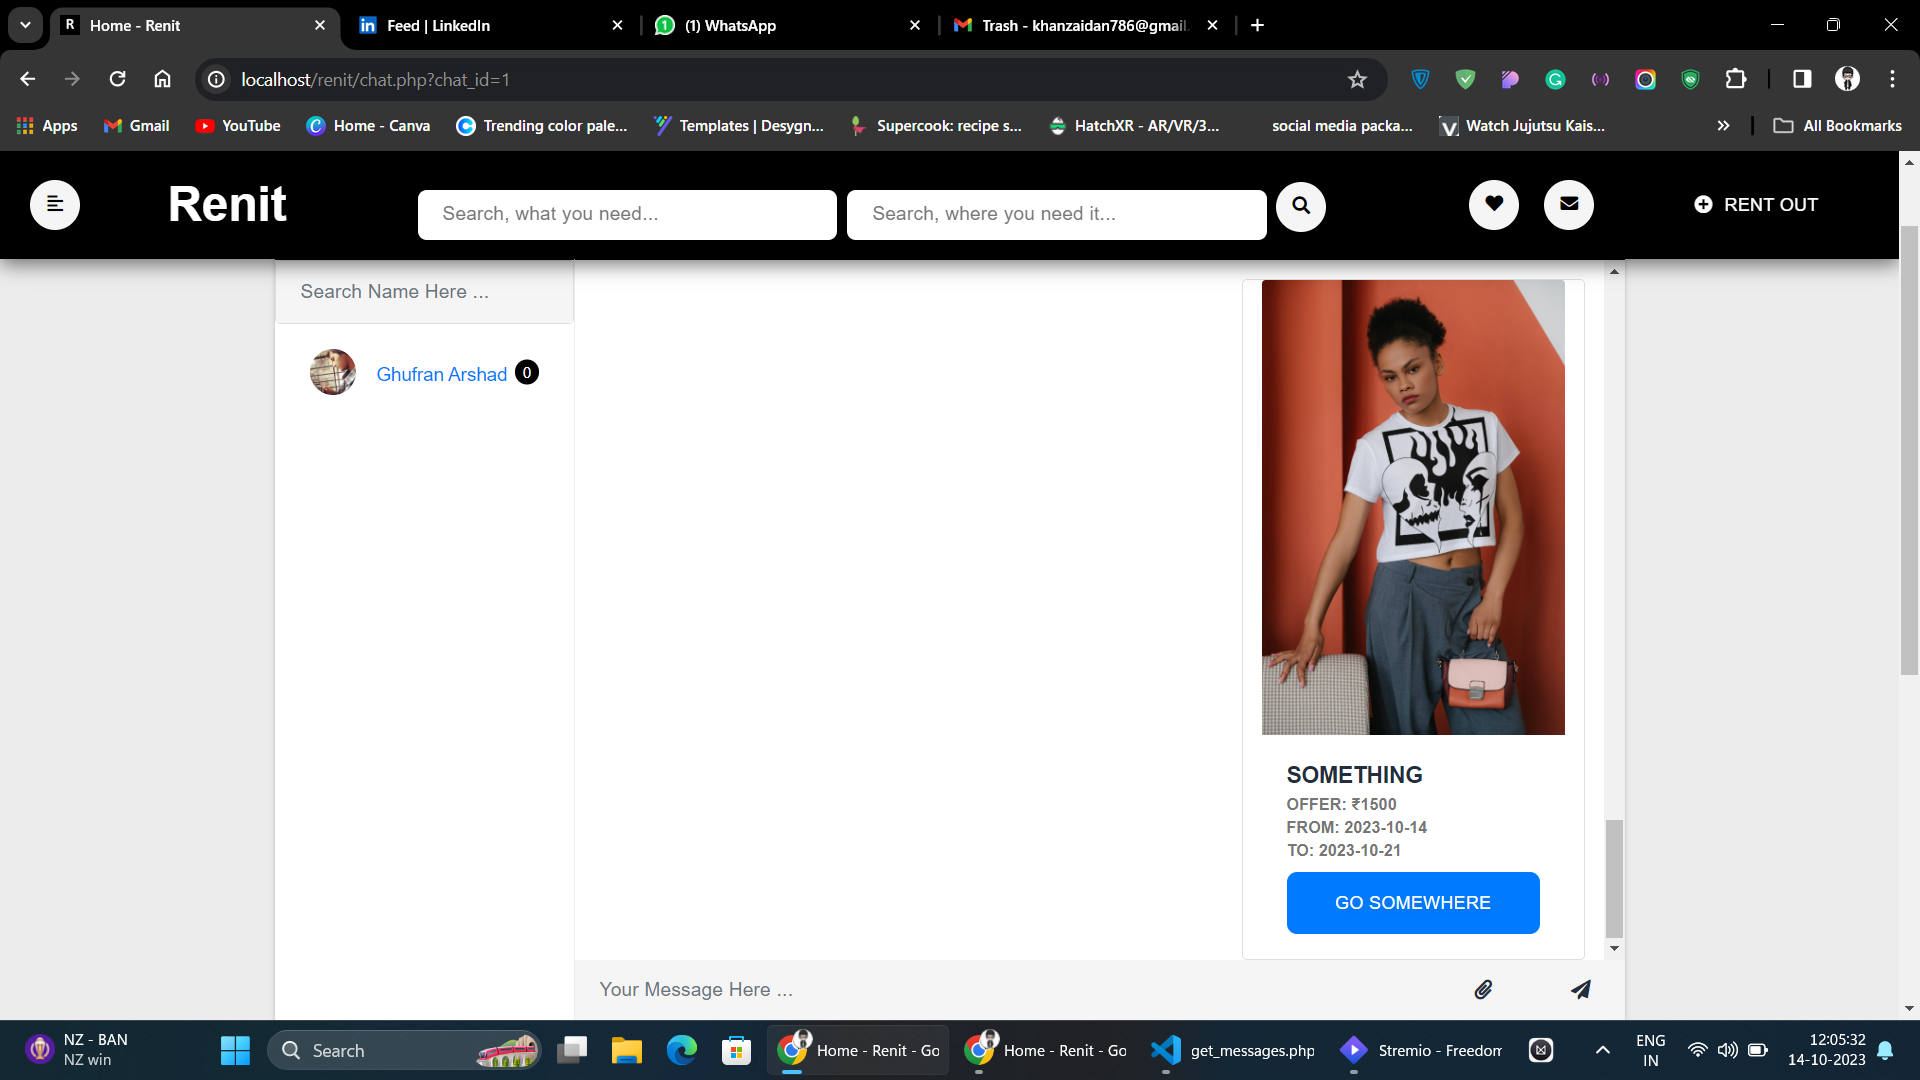 R Home - Renit
in Feed | LinkedIn
1 (1) WhatsApp
Trash - khanzaidan786@gmail.
localhost/renit/chat.php?chat_id=1
Apps
Gmail
YouTube
Home - Canva
Trending color pale...
Templates | Desygn...
Supercook: recipe s...
HatchXR - AR/VR/3...
social media packa...
Watch Jujutsu Kais...
All Bookmarks
Renit
Search, what you need...
Search, where you need it...
RENT OUT
Search Name Here ...
Ghufran Arshad 0
SOMETHING
OFFER: ₹1500
FROM: 2023-10-14
TO: 2023-10-21
GO SOMEWHERE
Your Message Here ...
NZ - BAN
NZ win
Search
Home - Renit - Go
Home - Renit - Go
get_messages.php
Stremio - Freedom
ENG
IN
12:05:32
14-10-2023